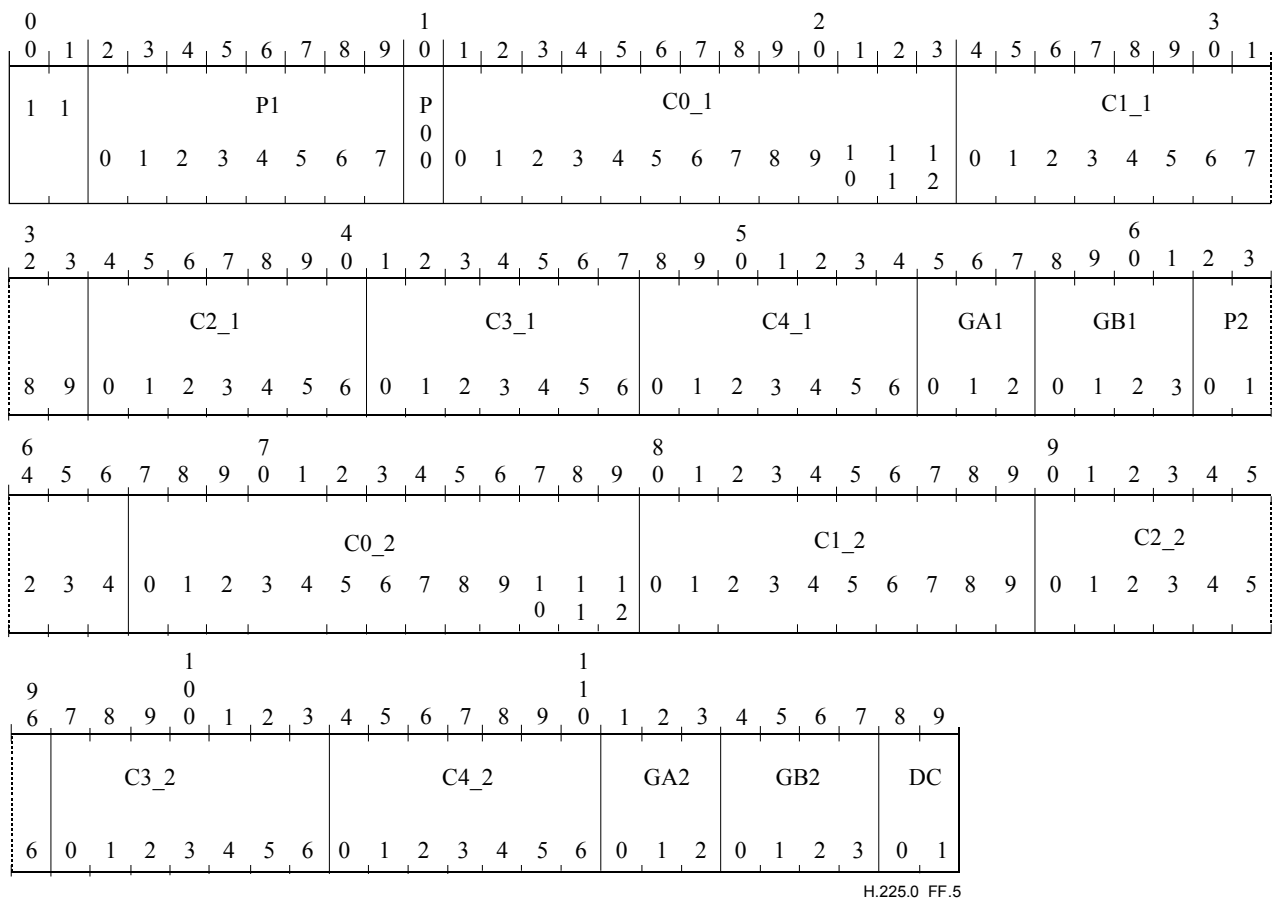 0 1 2 3
0 1 2 3 4 5 6 7 8 9 0 1 2 3 4 5 6 7 8 9 0 1 2 3 4 5 6 7 8 9 0 1
1 1 P1 P00 C0_1 C1_1
0 1 2 3 4 5 6 7 0 1 2 3 4 5 6 7 8 9 10 11 12 0 1 2 3 4 5 6 7
3 4 5 6
2 3 4 5 6 7 8 9 0 1 2 3 4 5 6 7 8 9 0 1 2 3 4 5 6 7 8 9 0 1 2 3
C2_1 C3_1 C4_1 GA1 GB1 P2
8 9 0 1 2 3 4 5 6 0 1 2 3 4 5 6 0 1 2 3 4 5 6 0 1 2 0 1 2 3 0 1
6 7 8 9
4 5 6 7 8 9 0 1 2 3 4 5 6 7 8 9 0 1 2 3 4 5 6 7 8 9 0 1 2 3 4 5
C0_2 C1_2 C2_2
2 3 4 0 1 2 3 4 5 6 7 8 9 10 11 12 0 1 2 3 4 5 6 7 8 9 0 1 2 3 4 5
1 1
9 0 1
6 7 8 9 0 1 2 3 4 5 6 7 8 9 0 1 2 3 4 5 6 7 8 9
C3_2 C4_2 GA2 GB2 DC
6 0 1 2 3 4 5 6 0 1 2 3 4 5 6 0 1 2 0 1 2 3 0 1
H.225.0_FF.5